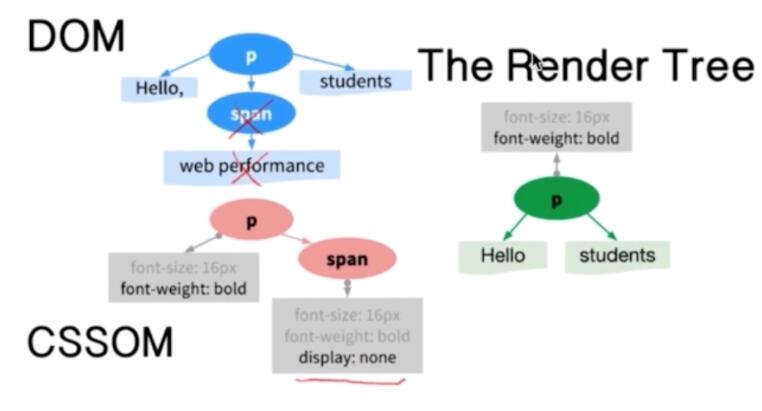 DOM
p
Hello,
students
span
web performance
p
font-size: 16px
font-weight: bold
span
font-size: 16px
font-weight: bold
display: none
CSSOM
The Render Tree
font-size: 16px
font-weight: bold
p
Hello
students